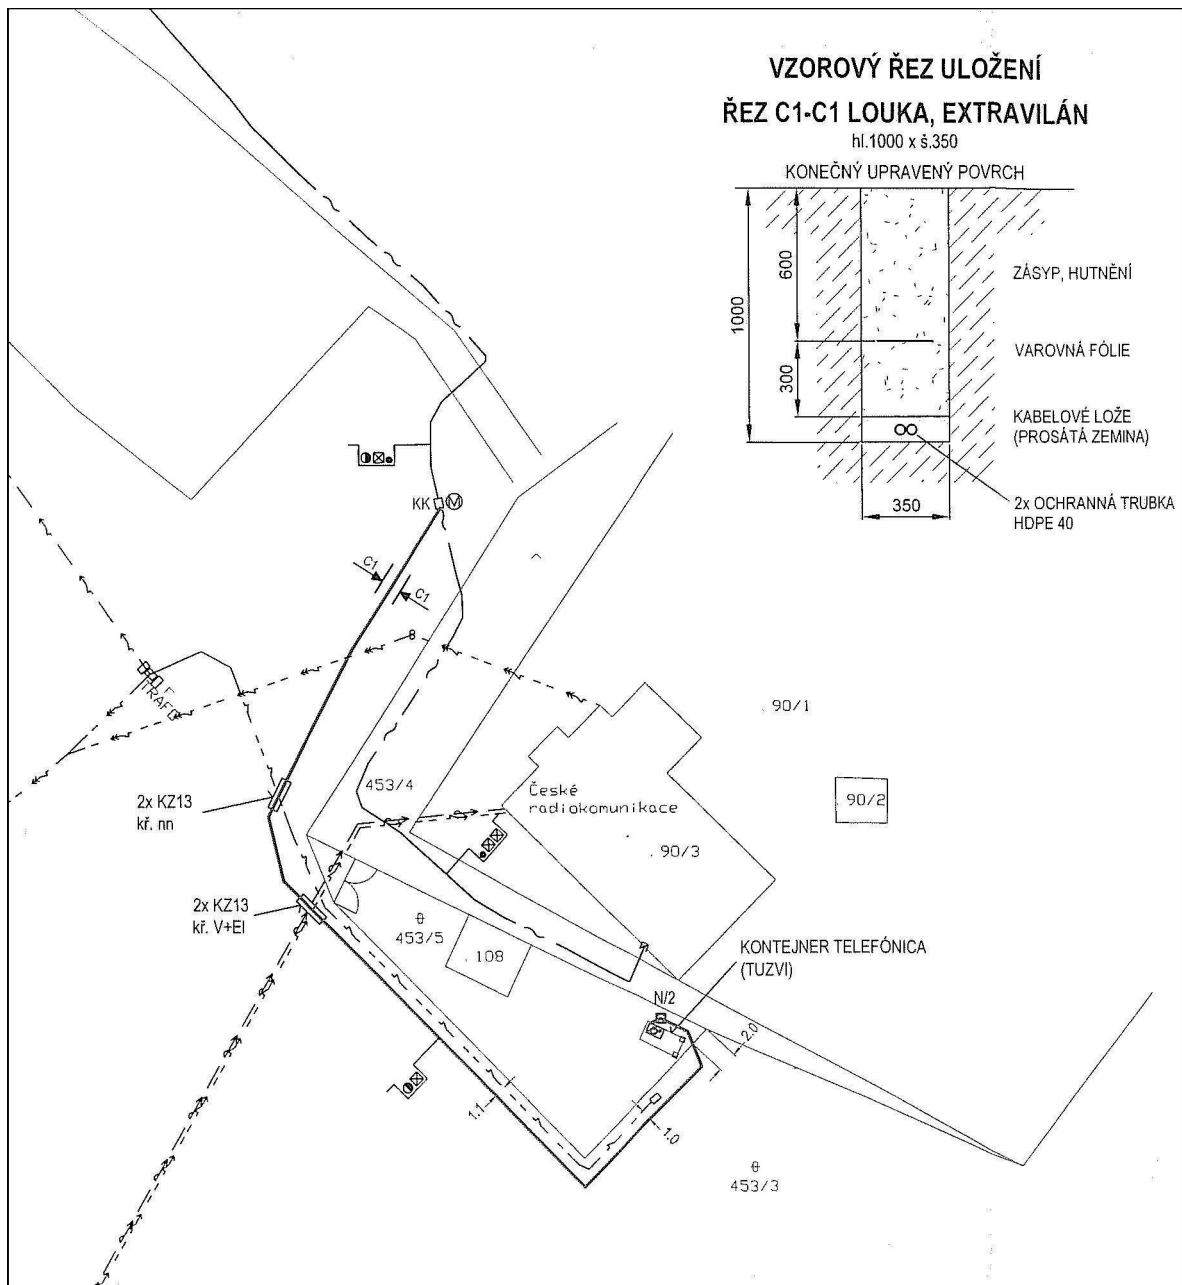 VZOROVÝ ŘEZ ULOŽENÍ
ŘEZ C1-C1 LOUKA, EXTRAVILÁN
hl.1000 x š.350
KONEČNÝ UPRAVENÝ POVRCH
600
1000
300
350
ZÁSYP, HUTNĚNÍ
VAROVNÁ FÓLIE
KABELOVÉ LOŽE
(PROSÁTÁ ZEMINA)
2x OCHRANNÁ TRUBKA
HDPE 40
KK
M
C1
C1
8
TRAFO
90/1
90/2
453/4
České
radiokomunikace
90/3
2x KZ13
kř. nn
2x KZ13
kř. V+El
453/5
108
KONTEJNER TELEFÓNICA
(TUZVI)
N/2
2.0
1.1
1.0
453/3